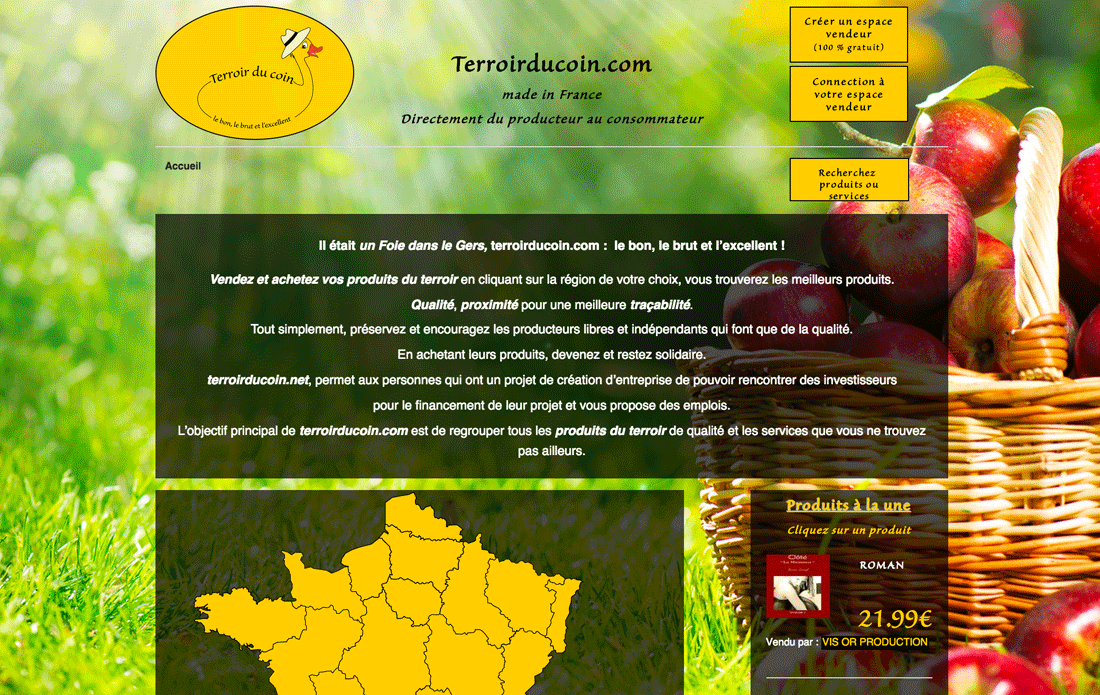 Terroir du coin
le bon, le brut et l'excellent
Terroirducoin.com
made in France
Directement du producteur au consommateur
Créer un espace
vendeur
(100 % gratuit)
Connection à
votre espace
vendeur
Accueil
Recherchez
produits ou
services
Il était un Foie dans le Gers, terroirducoin.com : le bon, le brut et l'excellent !
Vendez et achetez vos produits du terroir en cliquant sur la région de votre choix, vous trouverez les meilleurs produits.
Qualité, proximité pour une meilleure traçabilité.
Tout simplement, préservez et encouragez les producteurs libres et indépendants qui font que de la qualité.
En achetant leurs produits, devenez et restez solidaire.
terroirducoin.net, permet aux personnes qui ont un projet de création d'entreprise de pouvoir rencontrer des investisseurs
pour le financement de leur projet et vous propose des emplois.
L'objectif principal de terroirducoin.com est de regrouper tous les produits du terroir de qualité et les services que vous ne trouvez
pas ailleurs.
Produits à la une
Cliquez sur un produit
ROMAN
21.99€
Vendu par : VIS OR PRODUCTION